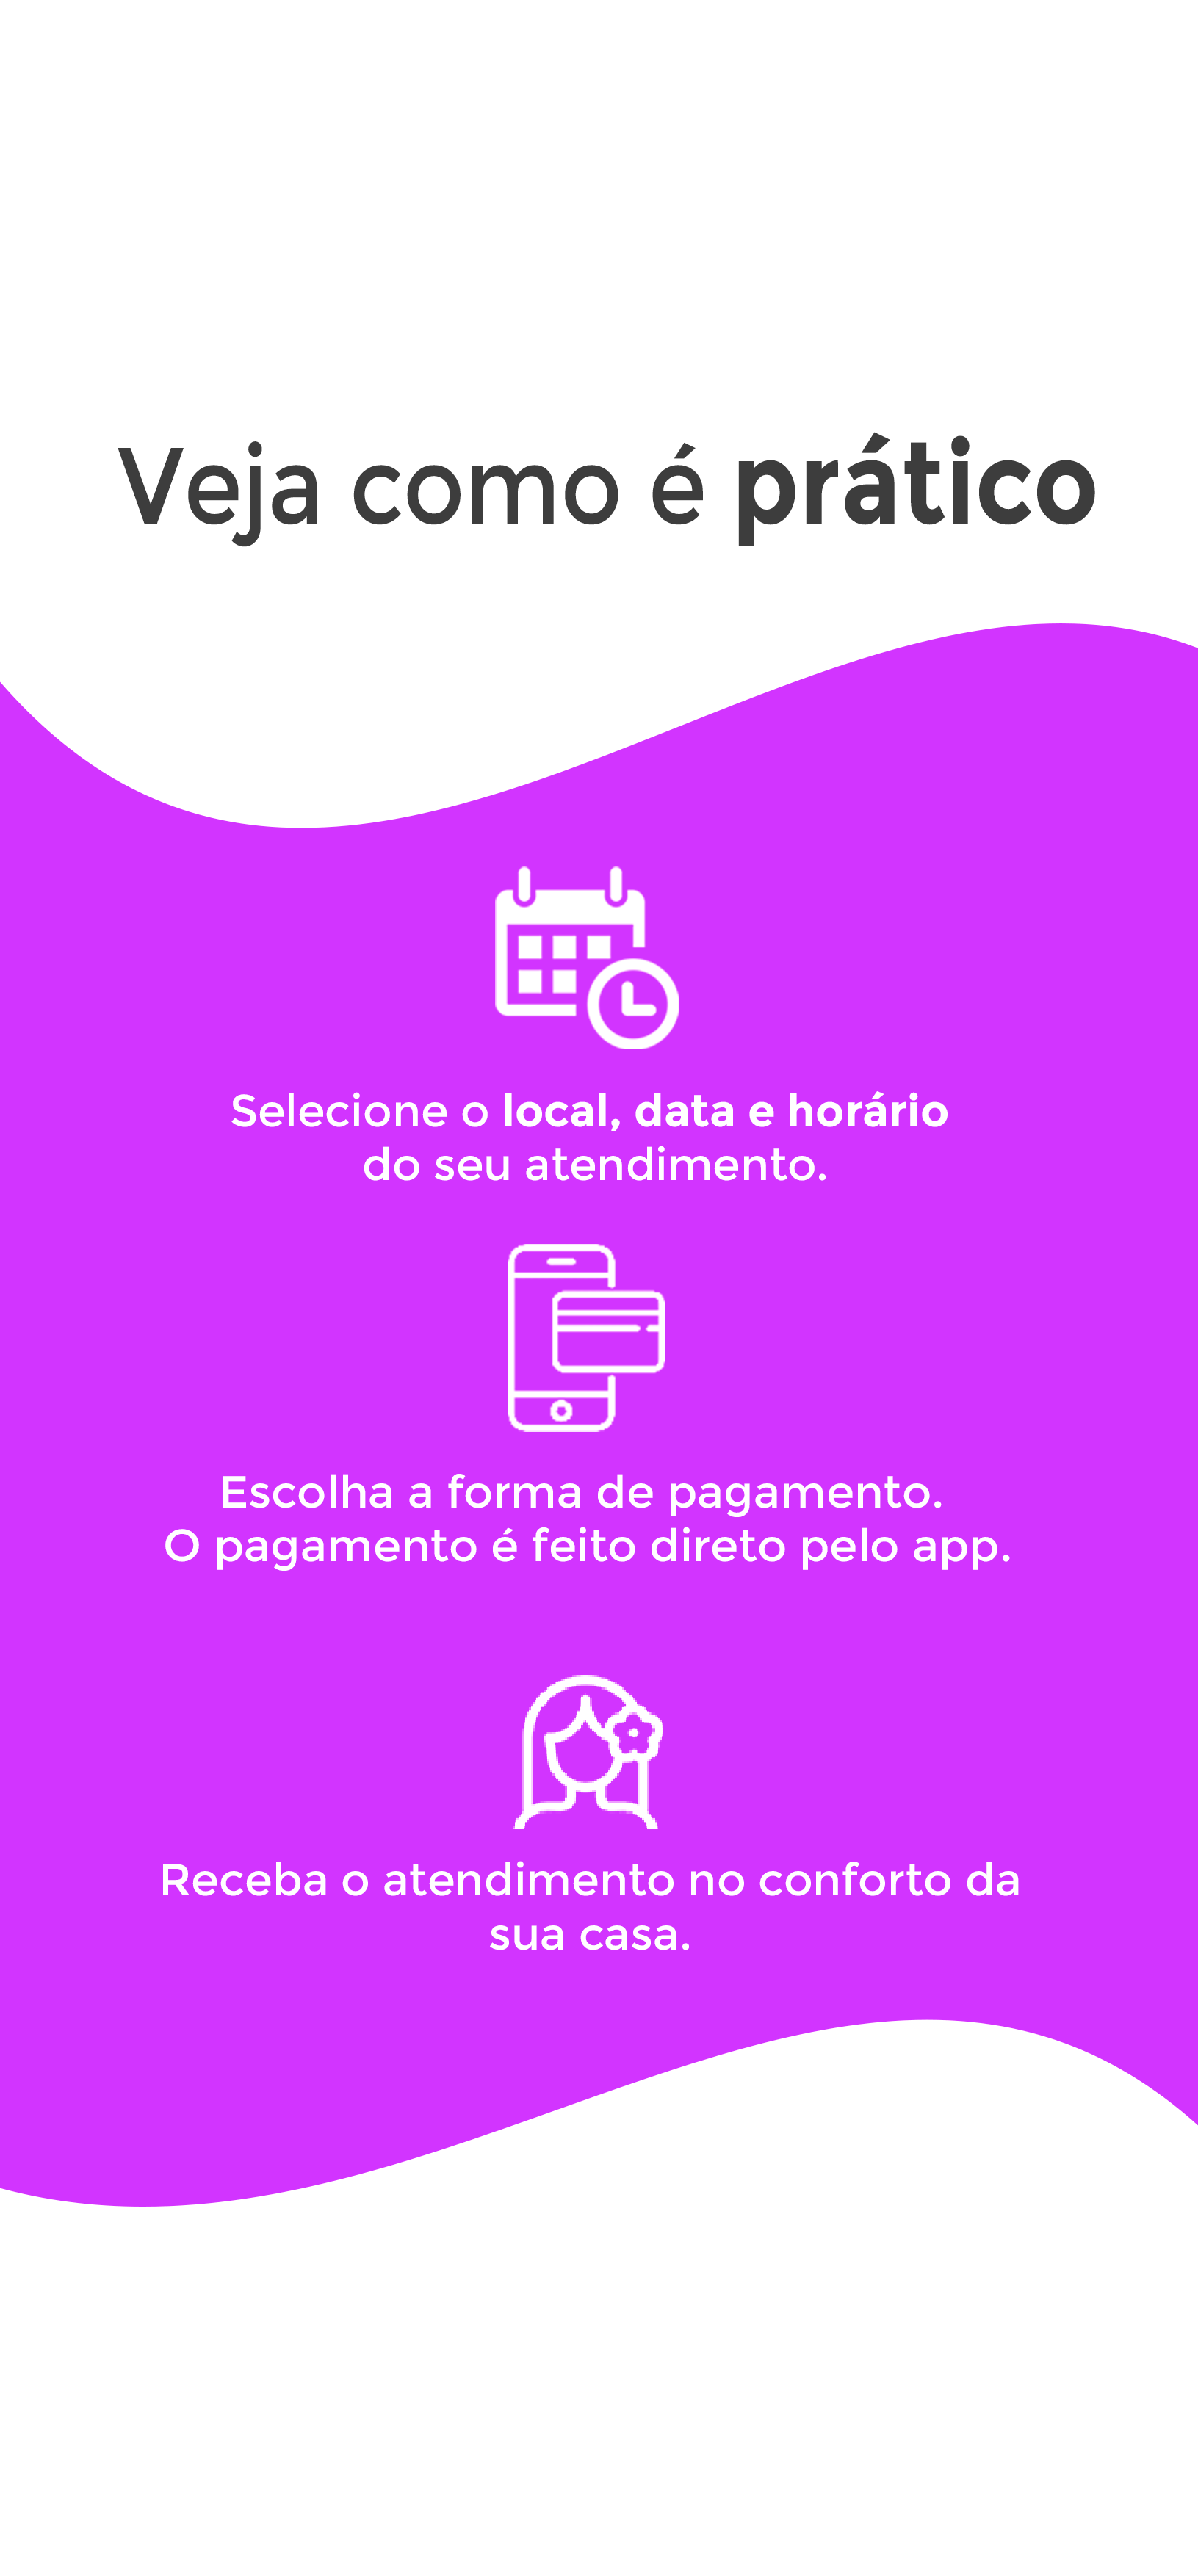 Veja como é prático
Selecione o local, data e horário
do seu atendimento.
Escolha a forma de pagamento.
O pagamento é feito direto pelo app.
Receba o atendimento no conforto da
sua casa.